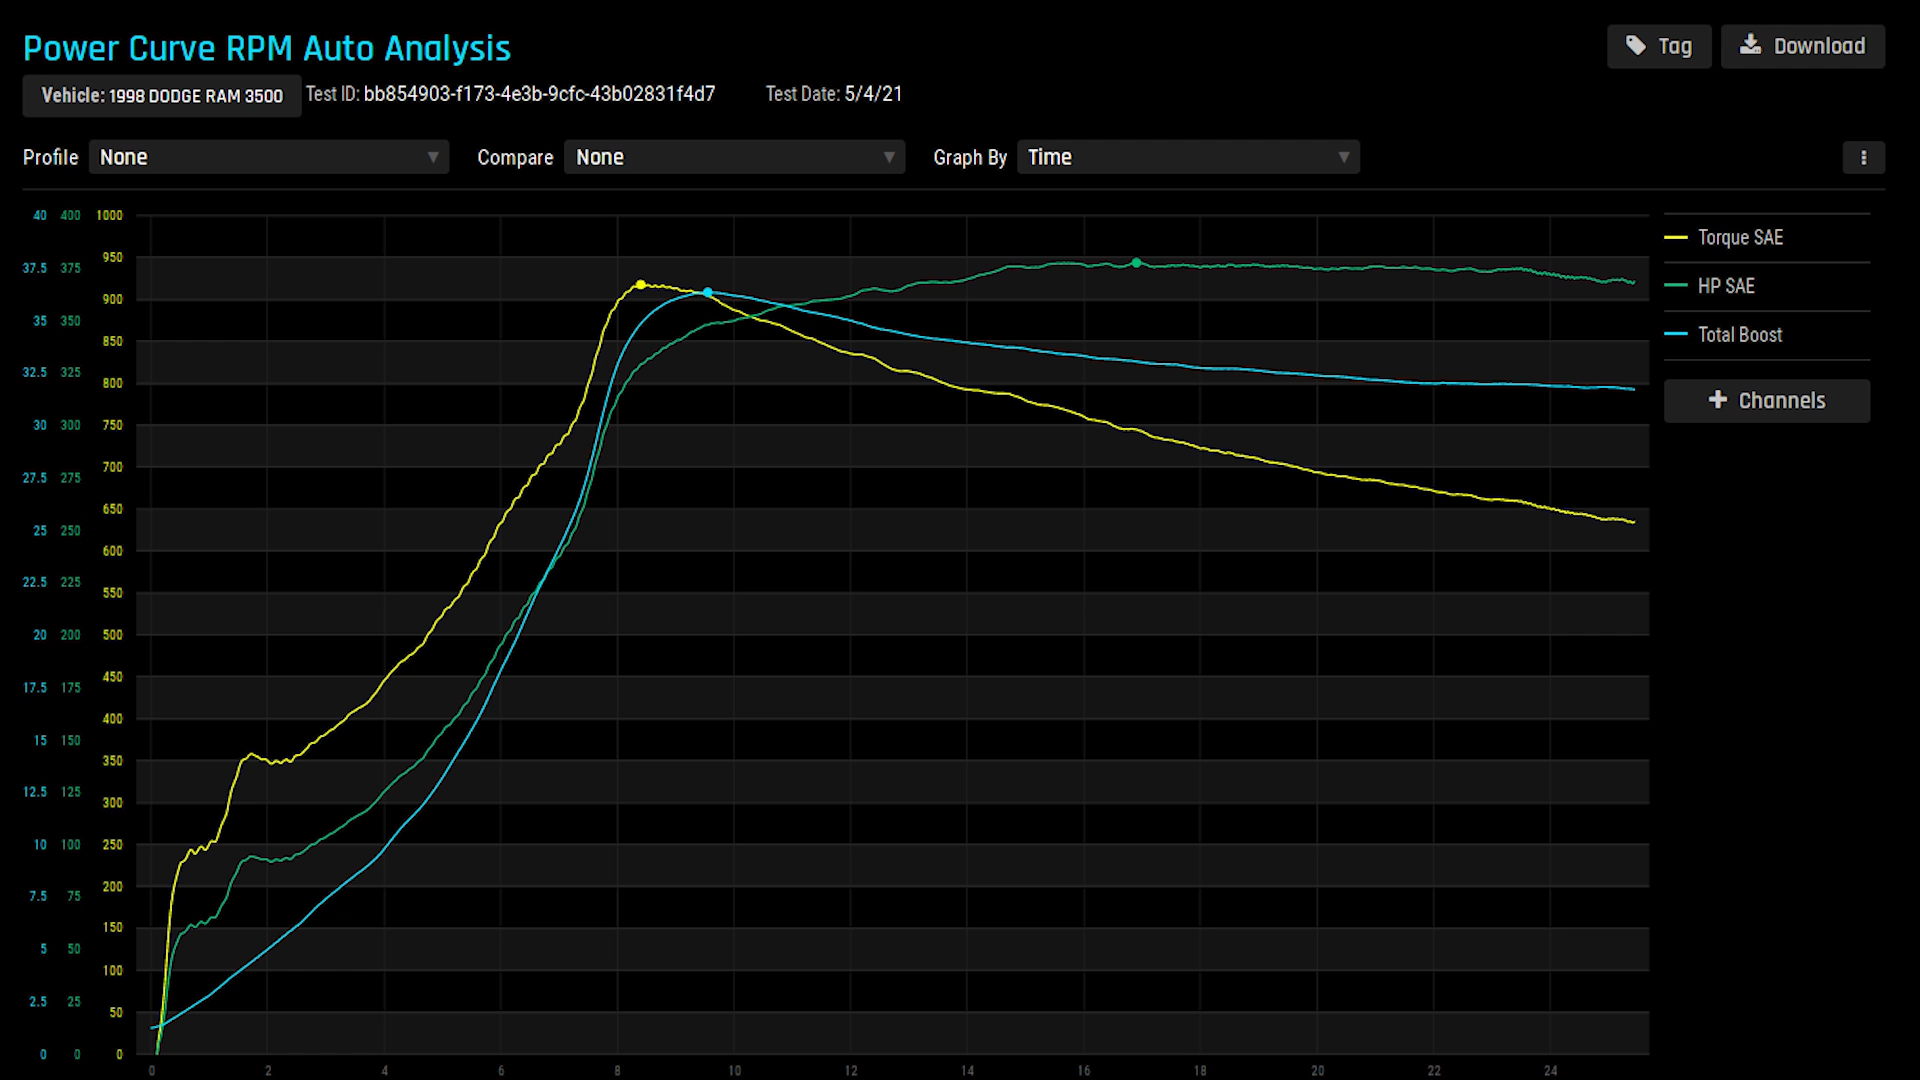 Power Curve RPM Auto Analysis
Tag
Download
Vehicle: 1998 DODGE RAM 3500
Test ID: bb854903-f173-4e3b-9cfc-43b02831f4d7
Test Date: 5/4/21
Profile None
Compare None
Graph By Time
40 400 1000
950
37.5 375
900
35 350
850
32.5 325
800
30 300 750
27.5 275
700
650
25 250
600
22.5 225
550
20 200 500
450
17.5 175
400
15 150
350
12.5 125
300
10 100 250
7.5 75
200
150
5 50
100
2.5 25
50
0 0 0
0 2 4 6 8 10 12 14 16 18 20 22 24
Torque SAE
HP SAE
Total Boost
Channels